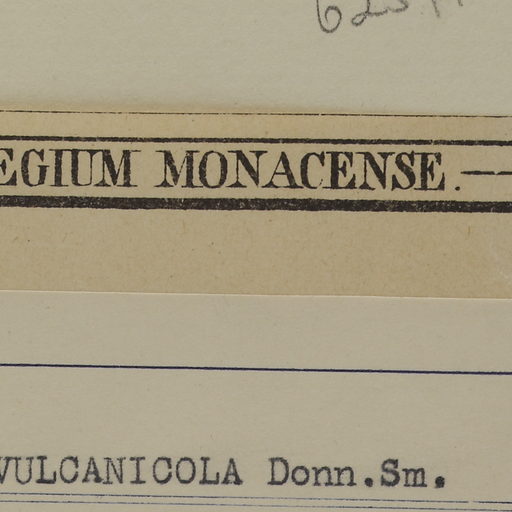 EGIUM MONACENSE.—
VULCANICOLA Donn.Sm.